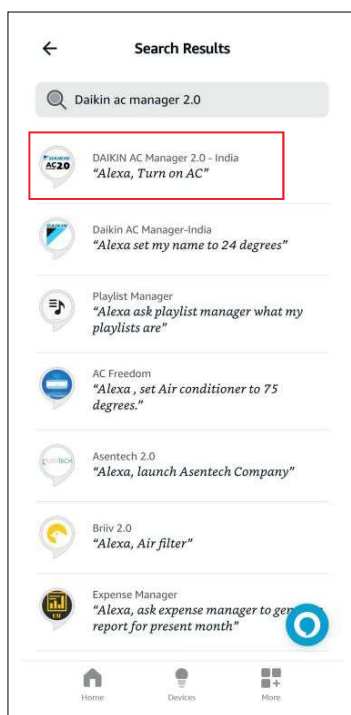 Search Results
Daikin ac manager 2.0
DAIKIN
AC2.0
DAIKIN AC Manager 2.0 - India
“Alexa, Turn on AC”
Daikin AC Manager-India
“Alexa set my name to 24 degrees”
Playlist Manager
“Alexa ask playlist manager what my
playlists are”
AC Freedom
“Alexa , set Air conditioner to 75
degrees.”
Asentech 2.0
“Alexa, launch Asentech Company”
Briiv 2.0
“Alexa, Air filter”
Expense Manager
“Alexa, ask expense manager to
report for present month”
Home
Devices
More